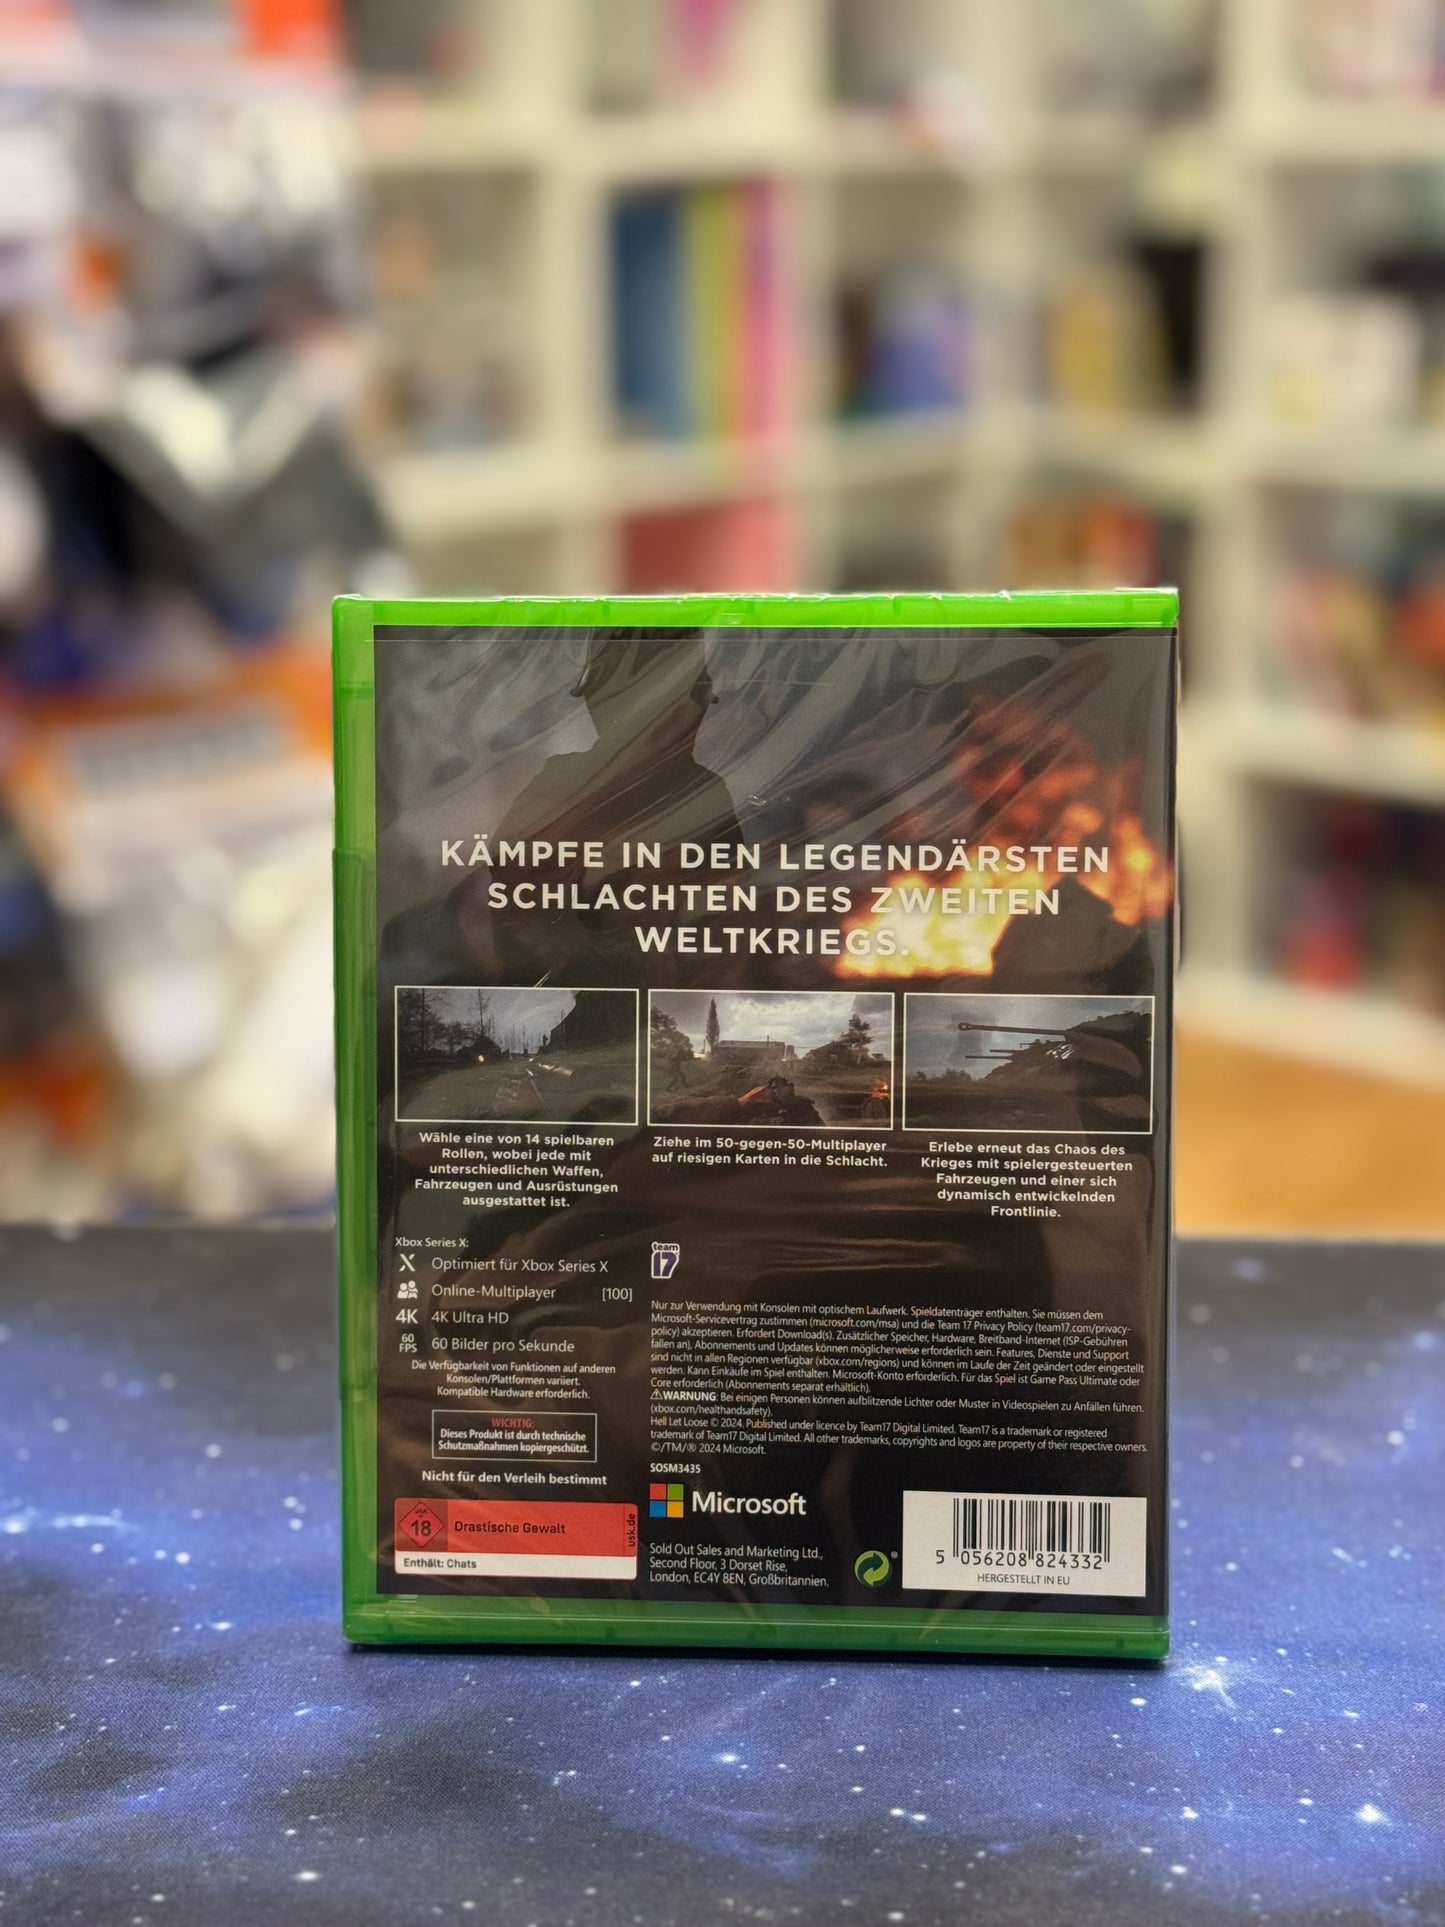 KÄMPFE IN DEN LEGENDÄRSTEN
SCHLACHTEN DES ZWEITEN
WELTKRIEGS.
Wähle eine von 14 spielbaren
Rollen, wobei jede mit
unterschiedlichen Waffen,
Fahrzeugen und Ausrüstungen
ausgestattet ist.
Ziehe im 50-gegen-50-Multiplayer
auf riesigen Karten in die Schlacht.
Erlebe erneut das Chaos des
Krieges mit spielergesteuerten
Fahrzeugen und einer sich
dynamisch entwickelnden
Frontlinie.
Xbox Series X:
X Optimiert für Xbox Series X
Online-Multiplayer [100]
4K 4K Ultra HD
60
FPS 60 Bilder pro Sekunde
Die Verfügbarkeit von Funktionen auf anderen
Konsolen/Plattformen variiert.
Kompatible Hardware erforderlich.
WICHTIG:
Dieses Produkt ist durch technische
Schutzmaßnahmen kopiergeschützt.
Nicht für den Verleih bestimmt
USK
18
Drastische Gewalt
usk.de
Enthält: Chats
team
17
Nur zur Verwendung mit Konsolen mit optischem Laufwerk. Spieldatenträger enthalten. Sie müssen dem
Microsoft-Servicevertrag zustimmen (microsoft.com/msa) und die Team 17 Privacy Policy (team17.com/privacy-
policy) akzeptieren. Erfordert Download(s). Zusätzlicher Speicher, Hardware, Breitband-Internet (ISP-Gebühren
fallen an), Abonnements und Updates können möglicherweise erforderlich sein. Features, Dienste und Support
sind nicht in allen Regionen verfügbar (xbox.com/regions) und können im Laufe der Zeit geändert oder eingestellt
werden. Kann Einkäufe im Spiel enthalten. Microsoft-Konto erforderlich. Für das Spiel ist Game Pass Ultimate oder
Core erforderlich (Abonnements separat erhältlich).
⚠WARNUNG: Bei einigen Personen können aufblitzende Lichter oder Muster in Videospielen zu Anfällen führen.
(xbox.com/healthandsafety).
Hell Let Loose © 2024. Published under licence by Team17 Digital Limited. Team17 is a trademark or registered
trademark of Team17 Digital Limited. All other trademarks, copyrights and logos are property of their respective owners.
©/TM/® 2024 Microsoft.
SOSM3435
Microsoft
Sold Out Sales and Marketing Ltd.,
Second Floor, 3 Dorset Rise,
London, EC4Y 8EN, Großbritannien.
®
5 056208 824332
HERGESTELLT IN EU